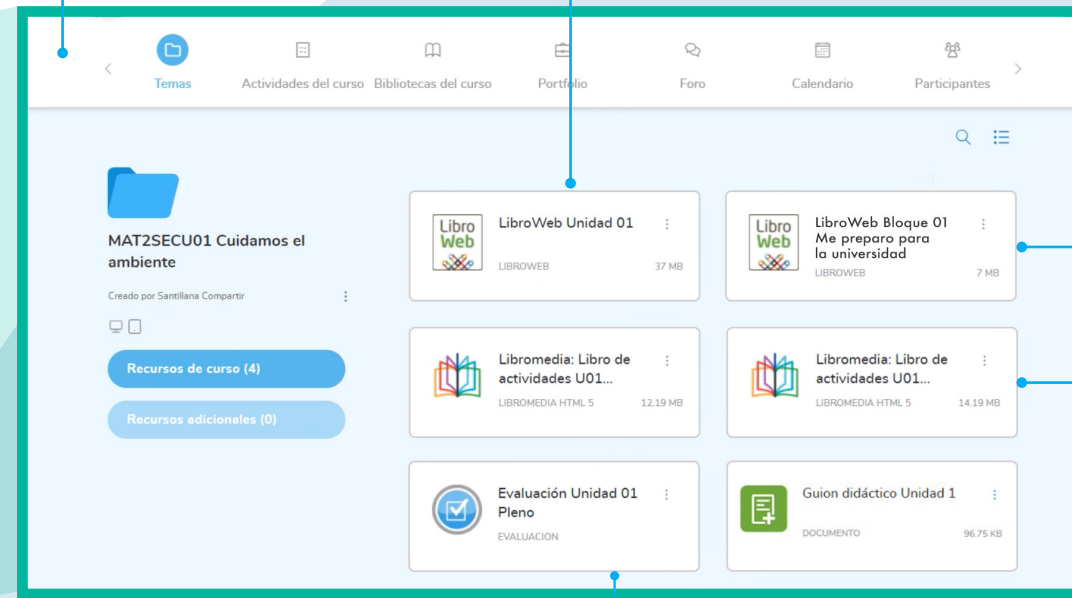 Temas
Actividades del curso
Bibliotecas del curso
Portfolio
Foro
Calendario
Participantes
MAT2SECU01 Cuidamos el
ambiente
Creado por Santillana Compartir
Recursos de curso (4)
Recursos adicionales (0)
Libro
Web
LibroWeb Unidad 01
LIBROWEB
37 MB
Libro
Web
LibroWeb Bloque 01
Me preparo para
la universidad
LIBROWEB
7 MB
Libromedia: Libro de
actividades U01...
LIBROMEDIA HTML 5
12.19 MB
Libromedia: Libro de
actividades U01...
LIBROMEDIA HTML 5
14.19 MB
Evaluación Unidad 01
Pleno
EVALUACIÓN
Guion didáctico Unidad 1
DOCUMENTO
96.75 KB